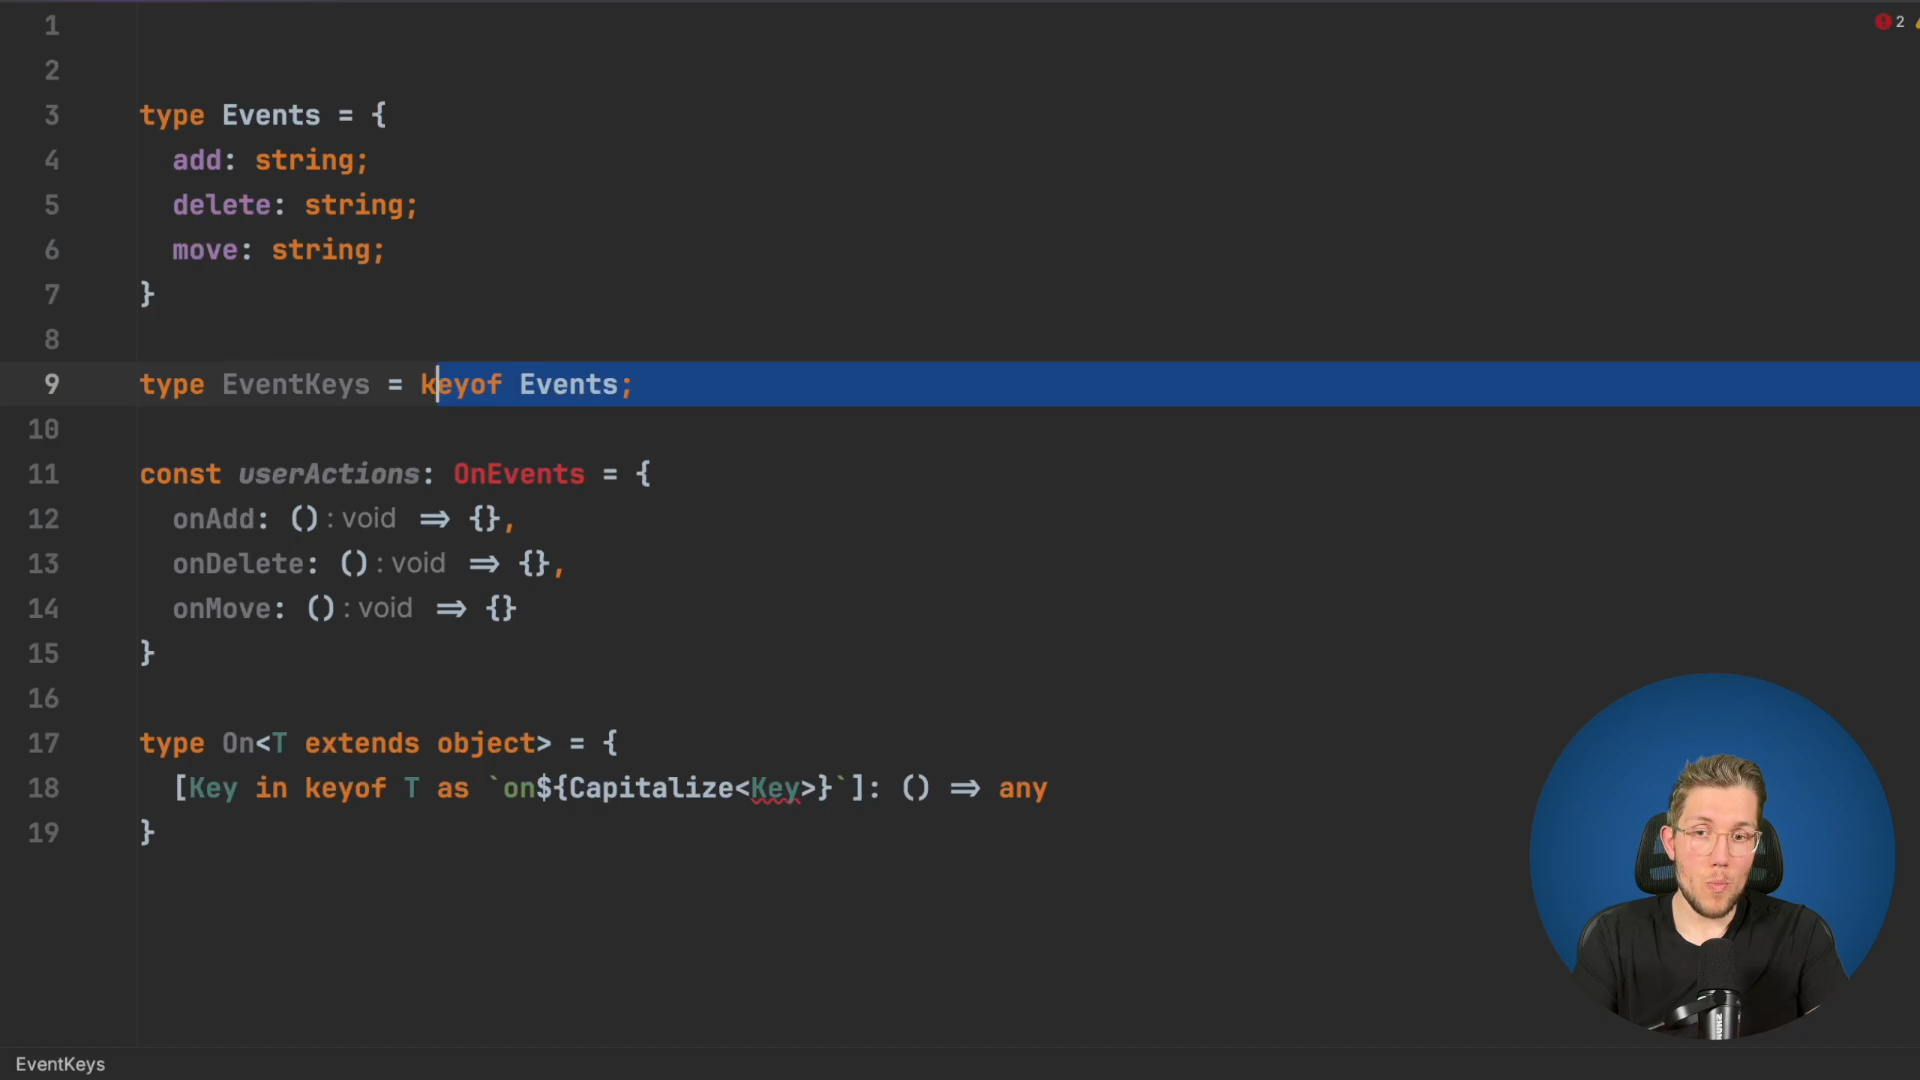 1
2
2
3 type Events = {
4 add: string;
5 delete: string;
6 move: string;
7 }
8
9 type EventKeys = keyof Events;
10
11 const userActions: OnEvents = {
12 onAdd: () : void => {},
13 onDelete: () : void => {},
14 onMove: () : void => {}
15 }
16
17 type On<T extends object> = {
18 [Key in keyof T as `on${Capitalize<Key>}`]: () => any
19 }
EventKeys